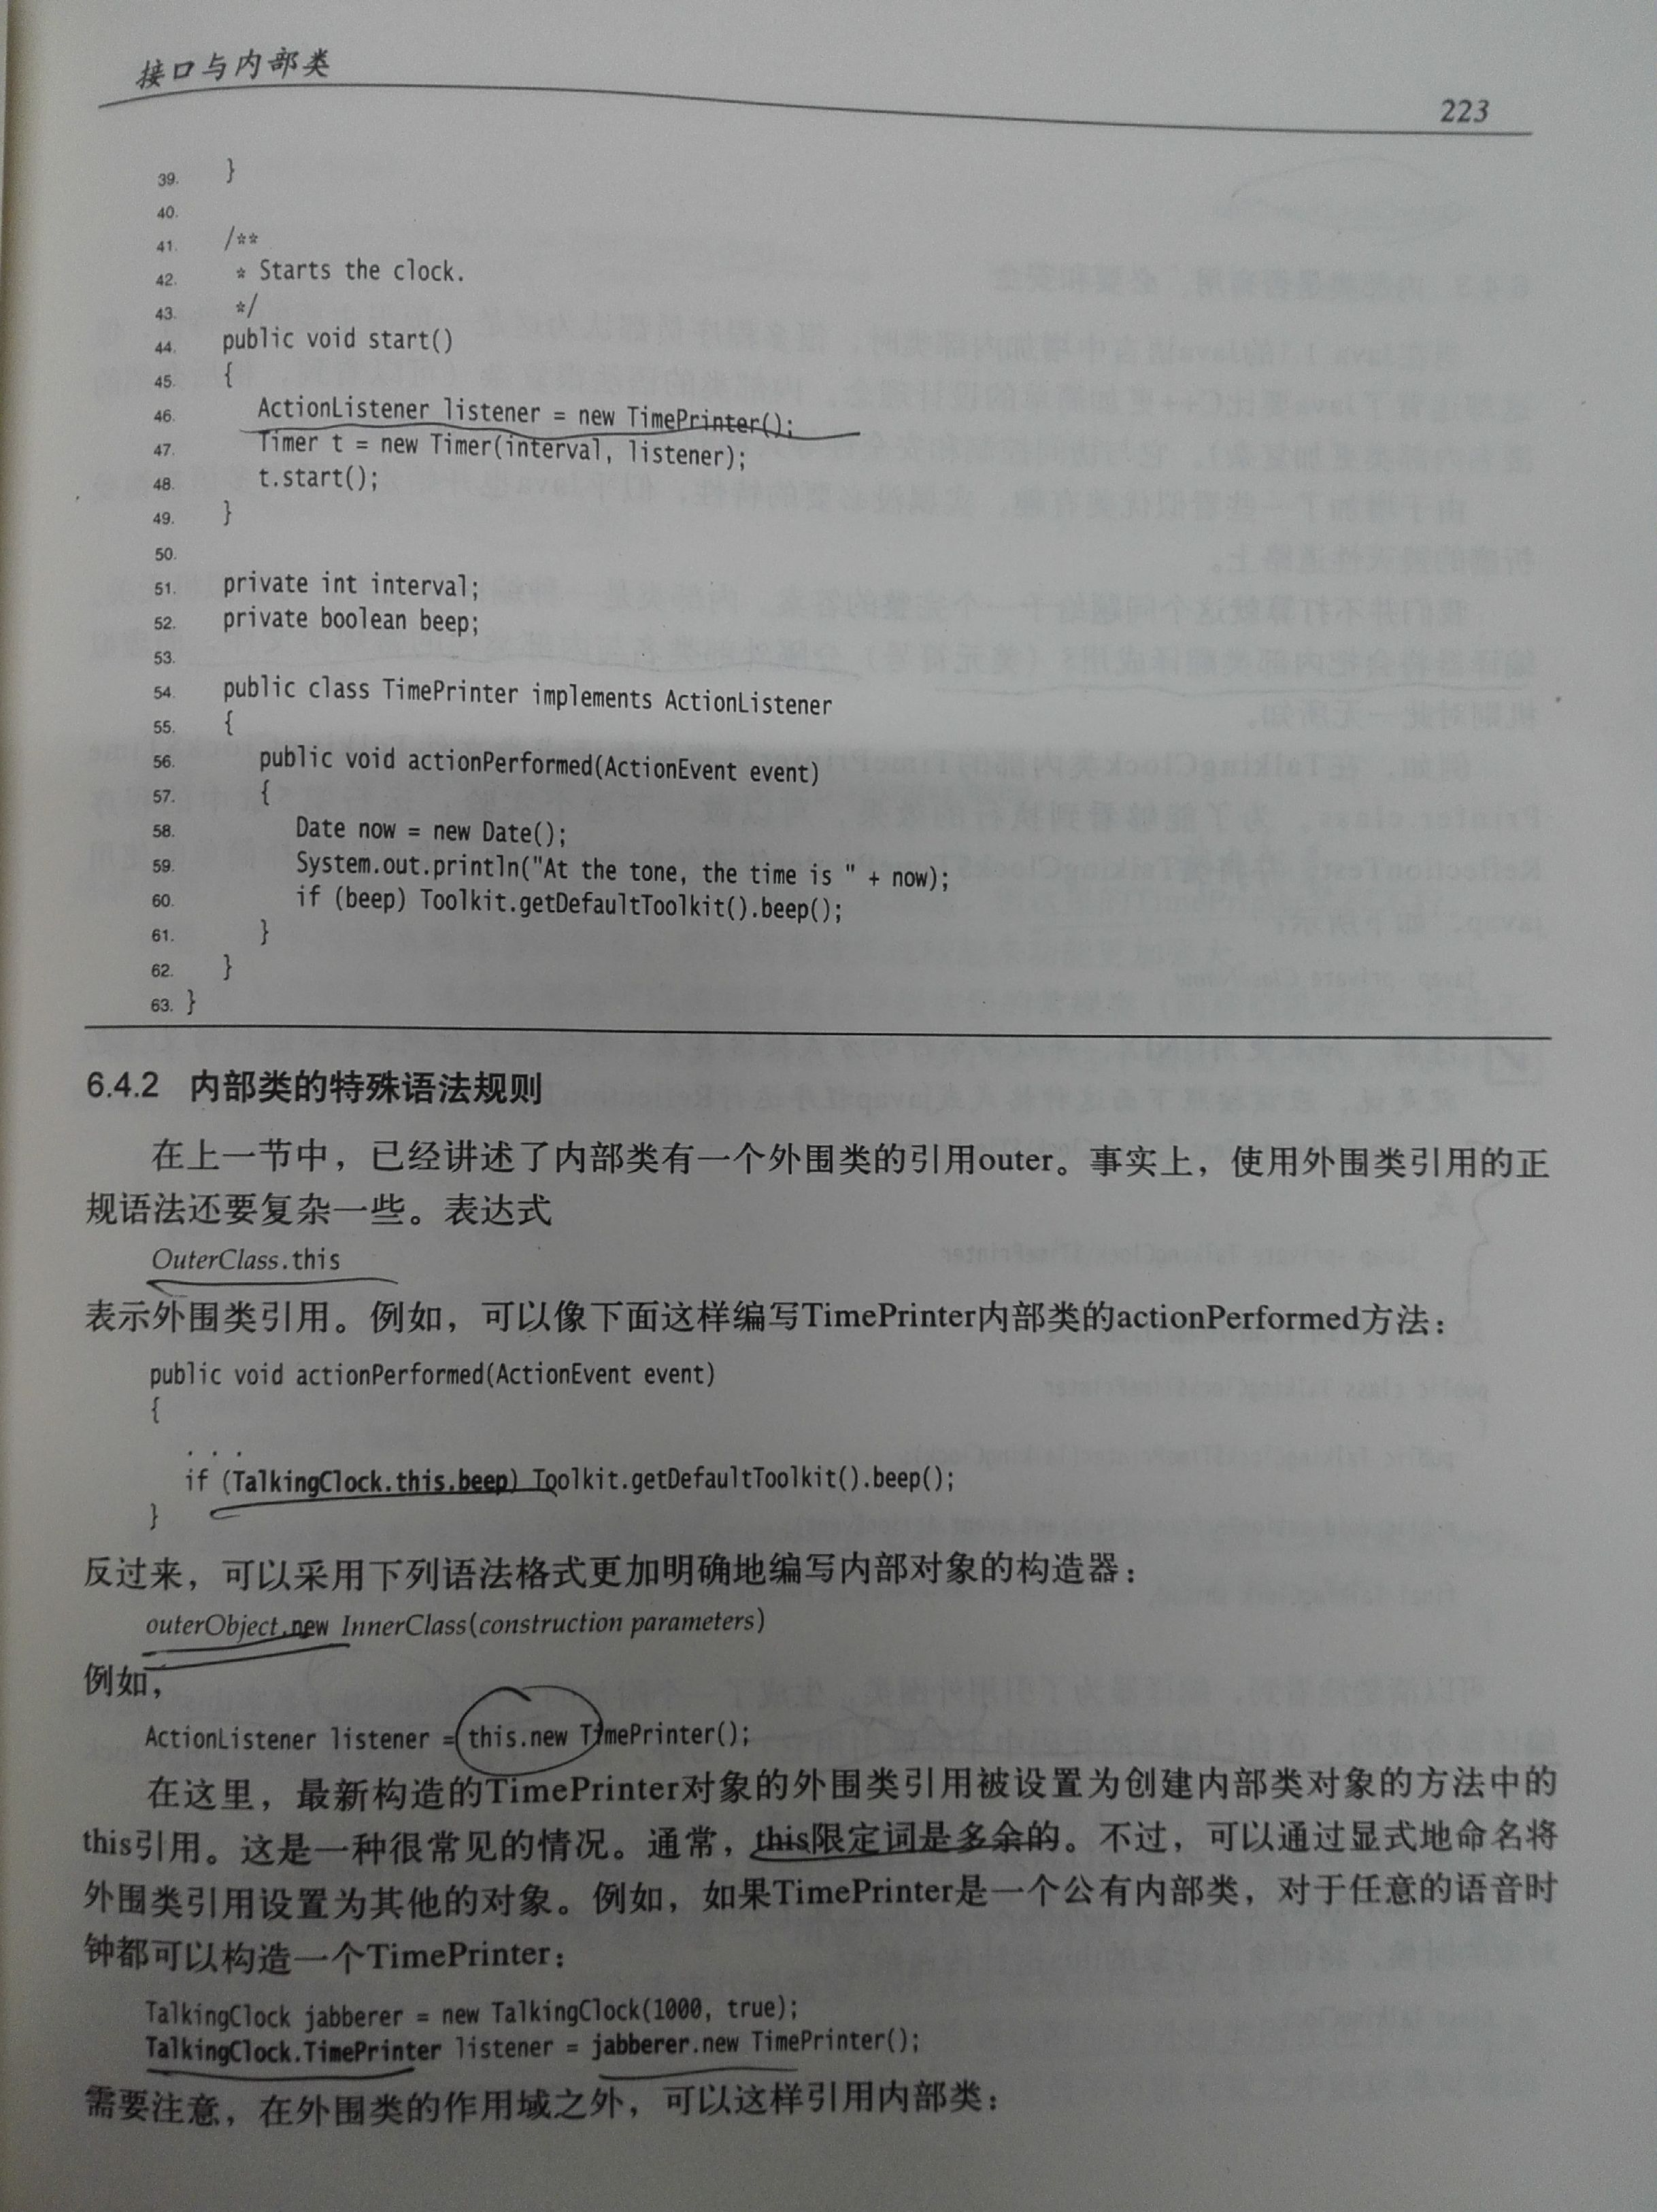 接口与内部类
223
39. }
40.
41. /**
42. * Starts the clock.
43. */
44. public void start()
45. {
46. ActionListener listener = new TimePrinter();
47. Timer t = new Timer(interval, listener);
48. t.start();
49. }
50.
51. private int interval;
52. private boolean beep;
53.
54. public class TimePrinter implements ActionListener
55. {
56. public void actionPerformed(ActionEvent event)
57. {
58. Date now = new Date();
59. System.out.println("At the tone, the time is " + now);
60. if (beep) Toolkit.getDefaultToolkit().beep();
61. }
62. }
63. }
6.4.2 内部类的特殊语法规则
在上一节中，已经讲述了内部类有一个外围类的引用outer。事实上，使用外围类引用的正
规语法还要复杂一些。表达式
OuterClass.this
表示外围类引用。例如，可以像下面这样编写TimePrinter内部类的actionPerformed方法：
public void actionPerformed(ActionEvent event)
{
. . .
if (TalkingClock.this.beep) Toolkit.getDefaultToolkit().beep();
}
反过来，可以采用下列语法格式更加明确地编写内部对象的构造器：
outerObject.new InnerClass(construction parameters)
例如，
ActionListener listener = this.new TimePrinter();
在这里，最新构造的TimePrinter对象的外围类引用被设置为创建内部类对象的方法中的
this引用。这是一种很常见的情况。通常，this限定词是多余的。不过，可以通过显式地命名将
外围类引用设置为其他的对象。例如，如果TimePrinter是一个公有内部类，对于任意的语音时
钟都可以构造一个TimePrinter：
TalkingClock jabberer = new TalkingClock(1000, true);
TalkingClock.TimePrinter listener = jabberer.new TimePrinter();
需要注意，在外围类的作用域之外，可以这样引用内部类：